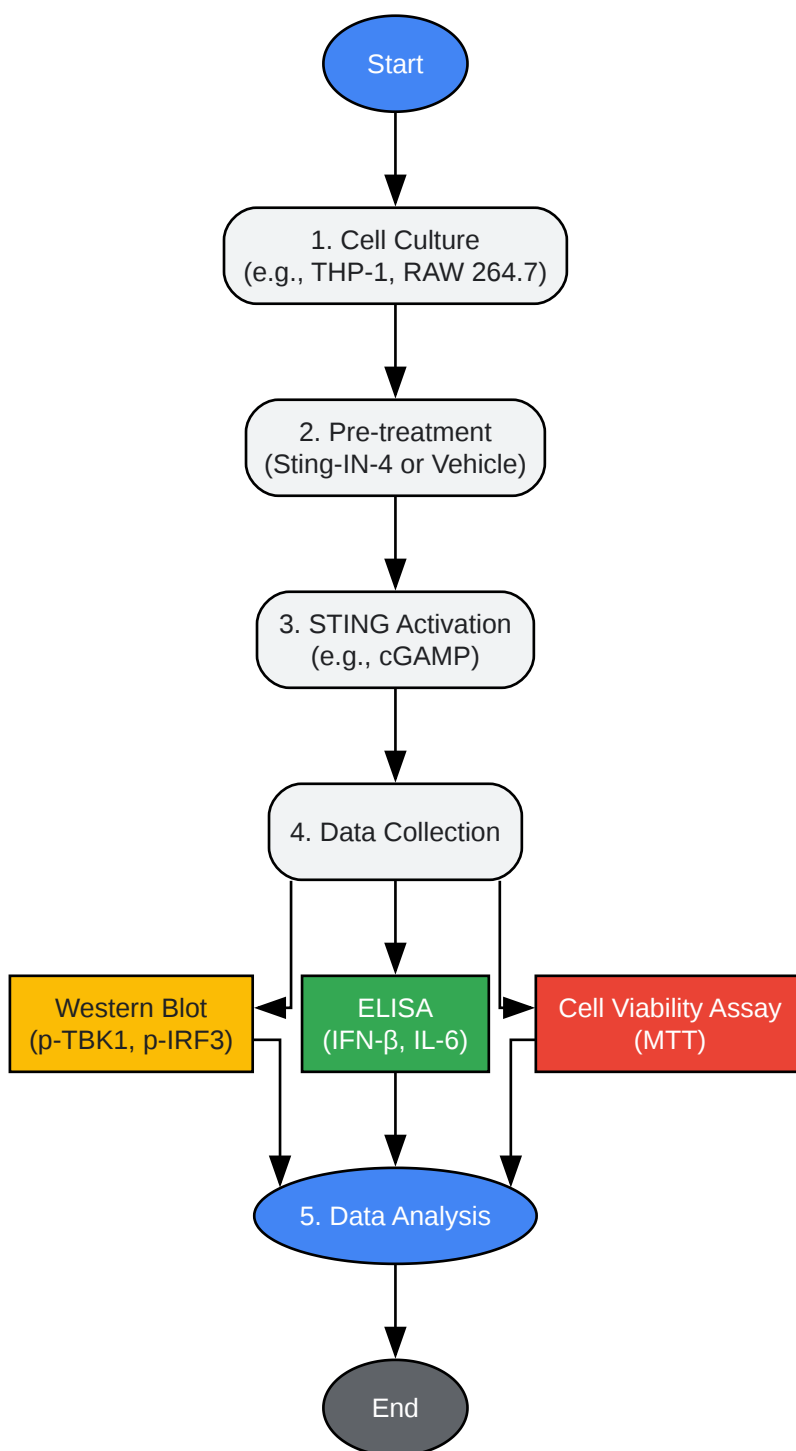 Start
1. Cell Culture
(e.g., THP-1, RAW 264.7)
2. Pre-treatment
(Sting-IN-4 or Vehicle)
3. STING Activation
(e.g., cGAMP)
4. Data Collection
Western Blot
(p-TBK1, p-IRF3)
ELISA
(IFN-β, IL-6)
Cell Viability Assay
(MTT)
5. Data Analysis
End